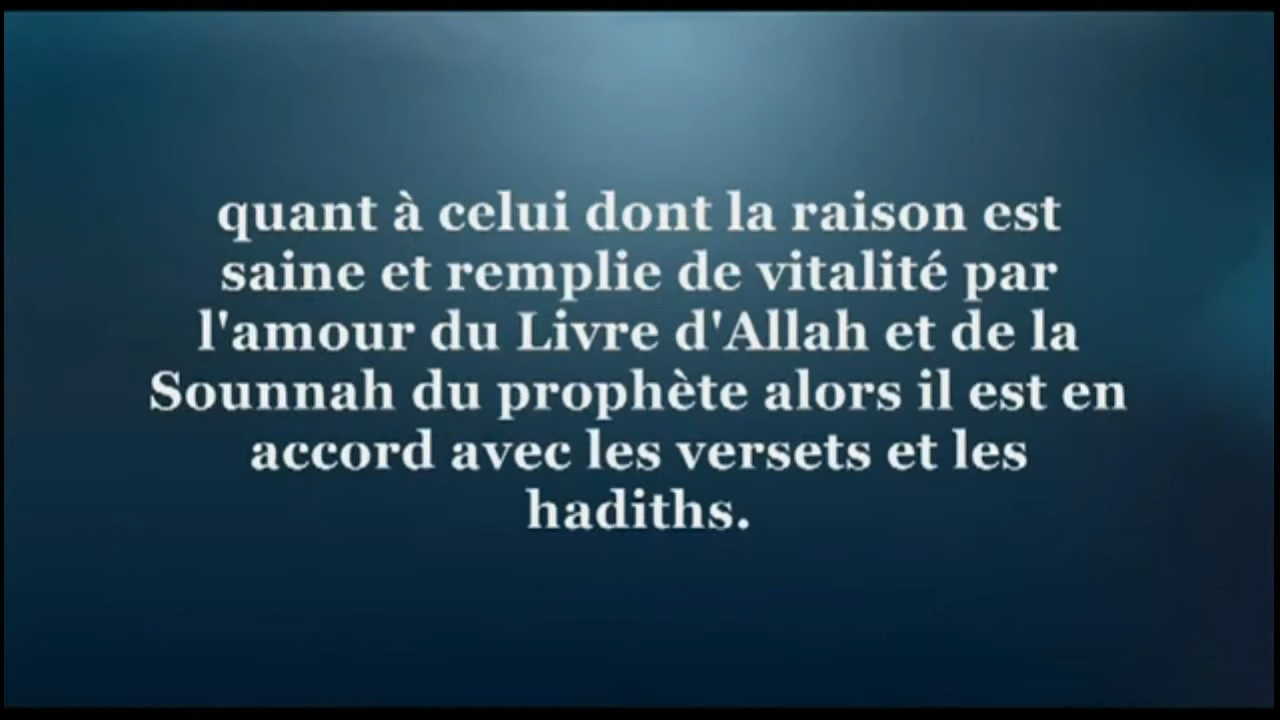 quant à celui dont la raison est
saine et remplie de vitalité par
l'amour du Livre d'Allah et de la
Sounnah du prophète alors il est en
accord avec les versets et les
hadiths.